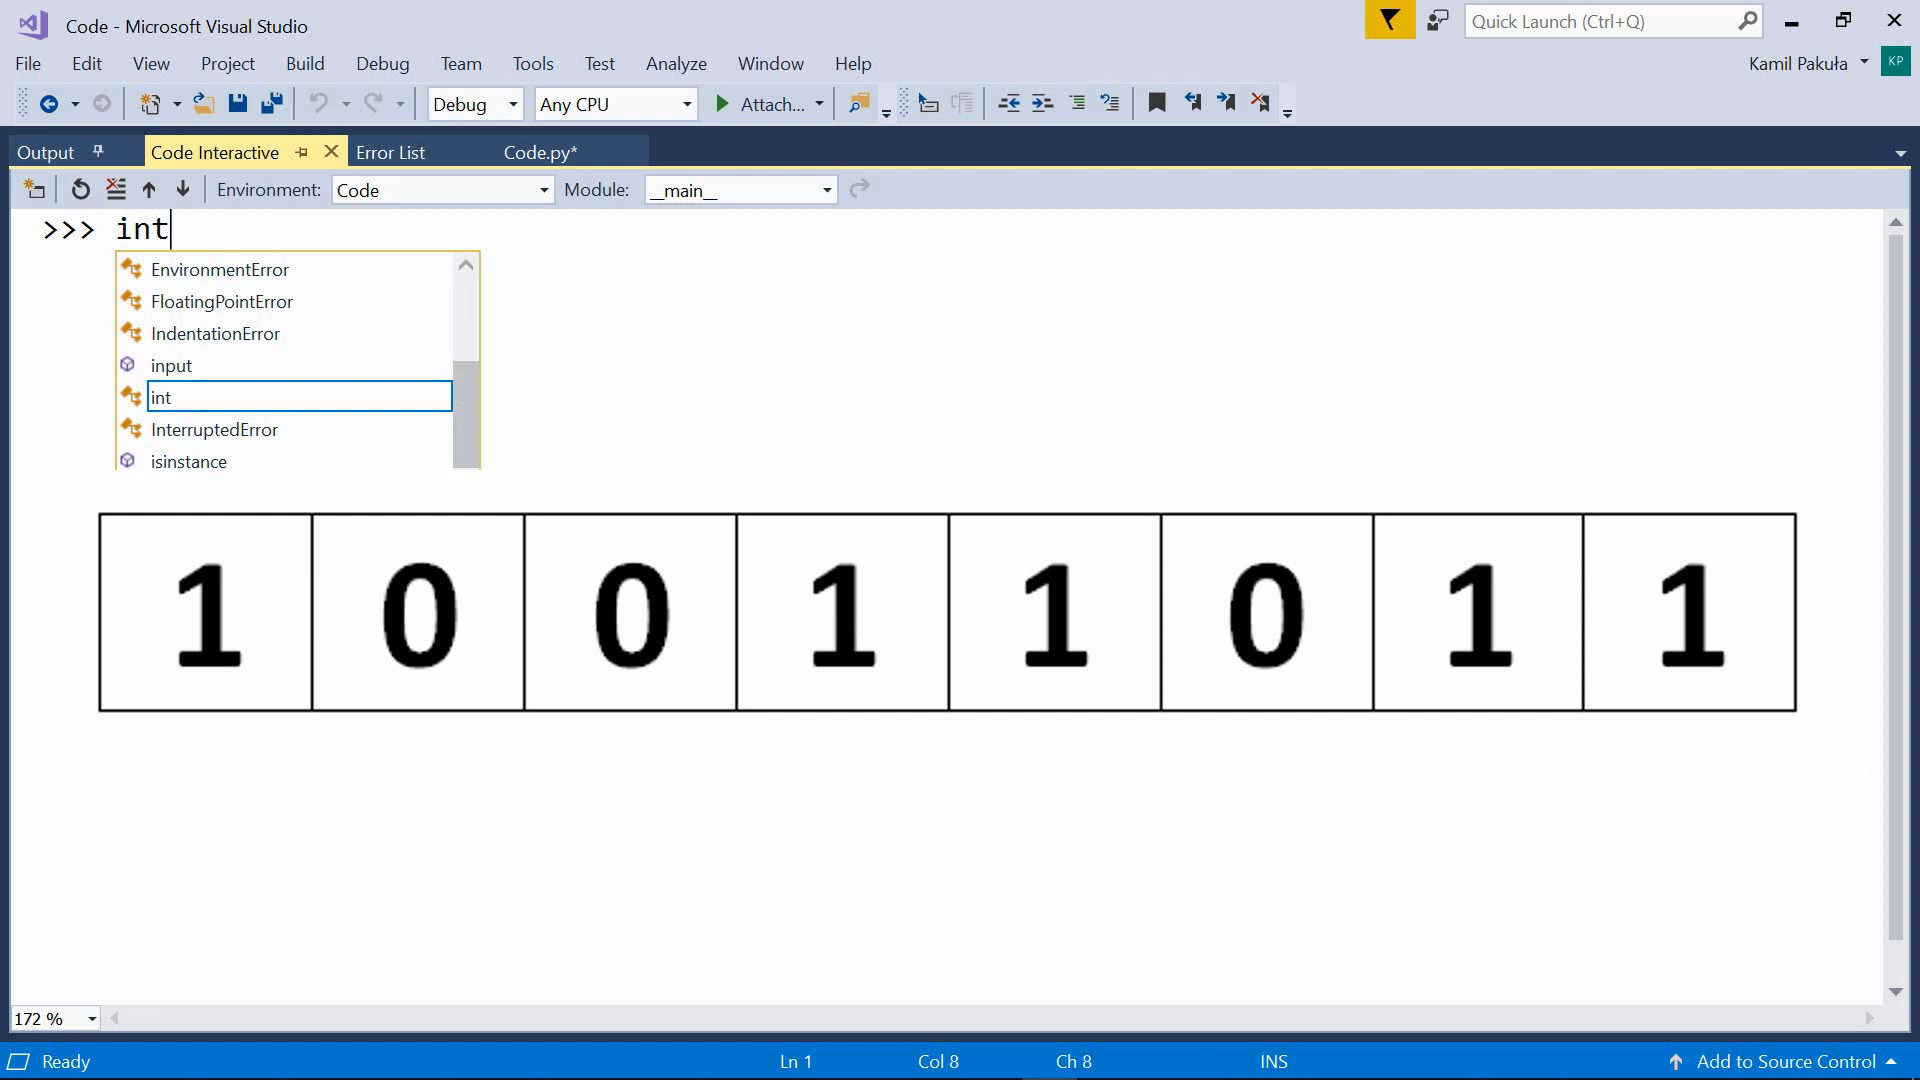 Code - Microsoft Visual Studio
Quick Launch (Ctrl+Q)
File Edit View Project Build Debug Team Tools Test Analyze Window Help
Kamil Pakuła KP
Debug Any CPU Attach...
Output Code Interactive Error List Code.py*
Environment: Code Module: __main__
>>> int
EnvironmentError
FloatingPointError
IndentationError
input
int
InterruptedError
isinstance
1 0 0 1 1 0 1 1
172 %
Ready Ln 1 Col 8 Ch 8 INS Add to Source Control